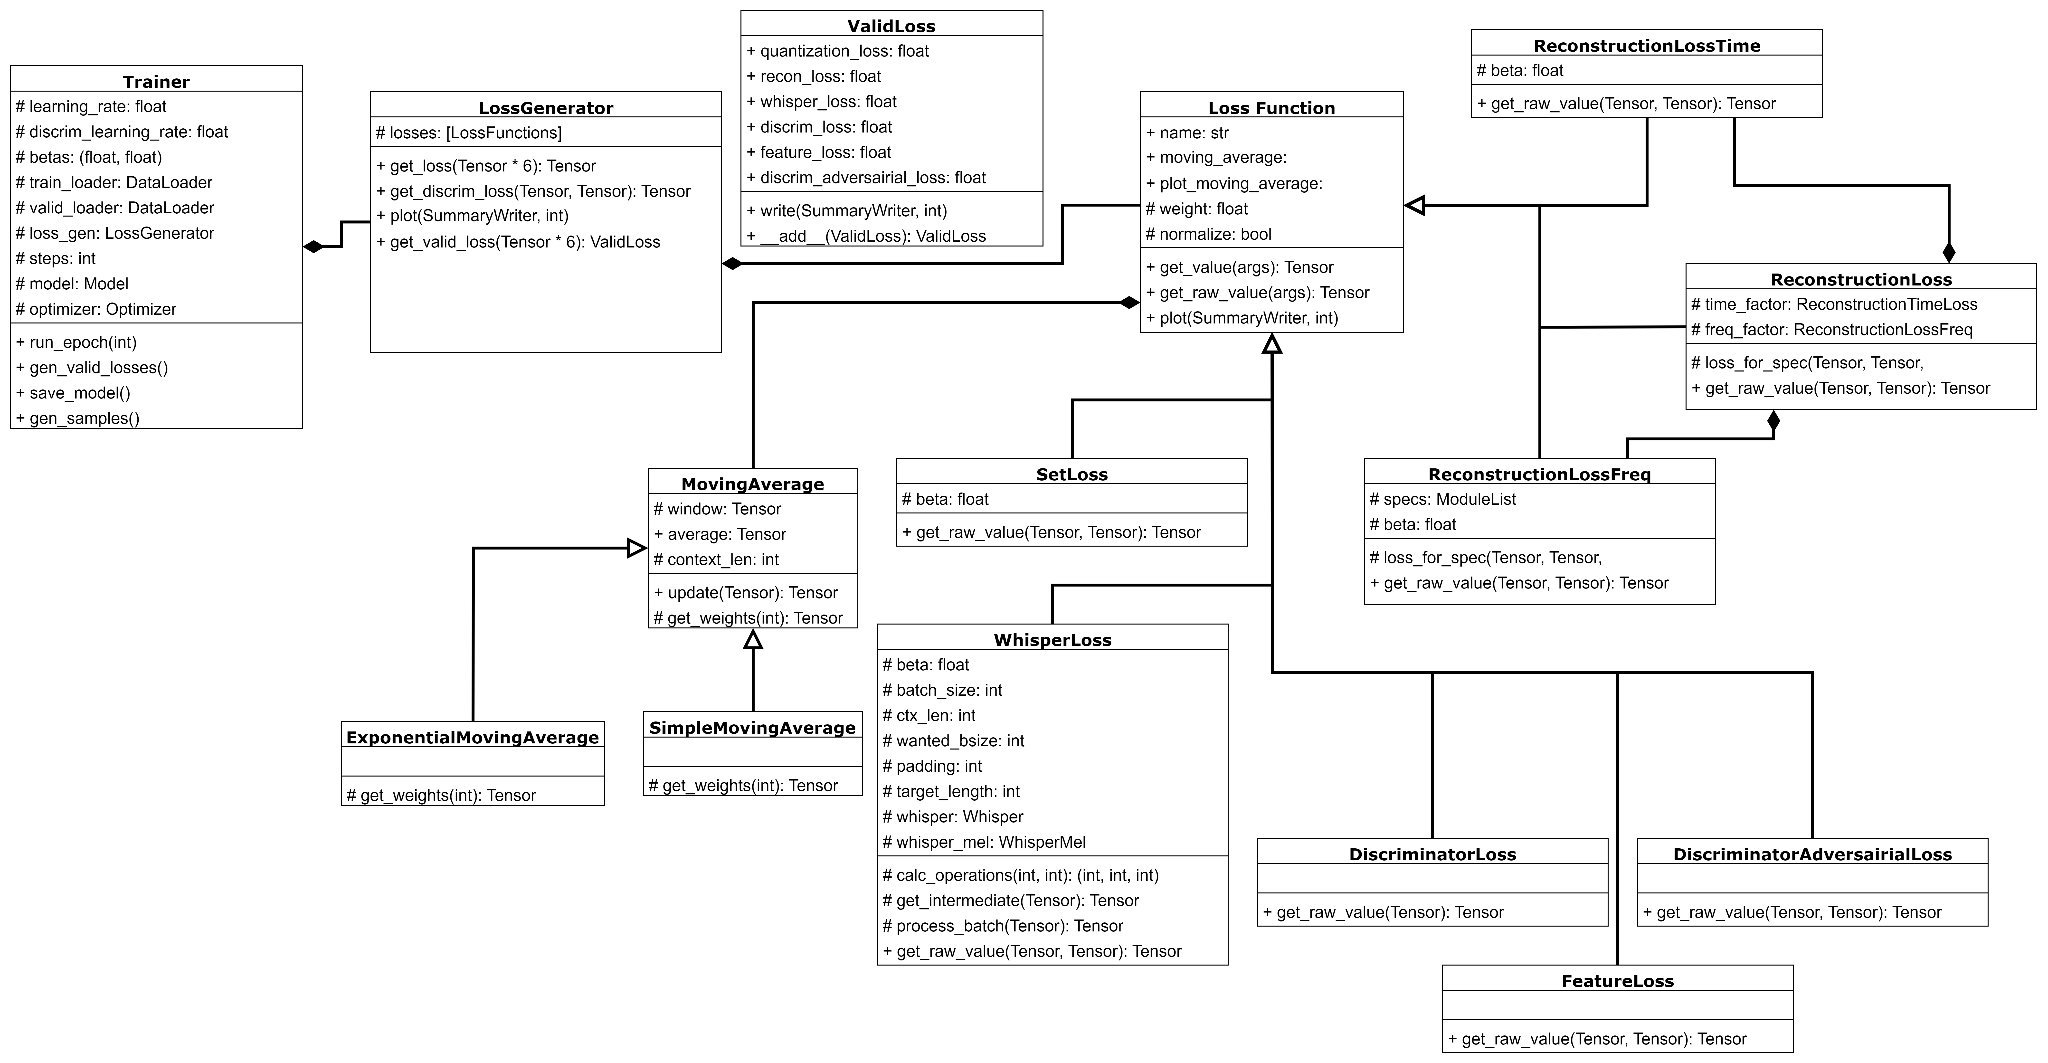 Trainer
# learning_rate: float
# discrim_learning_rate: float
# betas: (float, float)
# train_loader: DataLoader
# valid_loader: DataLoader
# loss_gen: LossGenerator
# steps: int
# model: Model
# optimizer: Optimizer
+ run_epoch(int)
+ gen_valid_losses()
+ save_model()
+ gen_samples()
LossGenerator
# losses: [LossFunctions]
+ get_loss(Tensor * 6): Tensor
+ get_discrim_loss(Tensor, Tensor): Tensor
+ plot(SummaryWriter, int)
+ get_valid_loss(Tensor * 6): ValidLoss
ValidLoss
+ quantization_loss: float
+ recon_loss: float
+ whisper_loss: float
+ discrim_loss: float
+ feature_loss: float
+ discrim_adversairial_loss: float
+ write(SummaryWriter, int)
+ __add__(ValidLoss): ValidLoss
Loss Function
+ name: str
+ moving_average:
+ plot_moving_average:
# weight: float
# normalize: bool
+ get_value(args): Tensor
+ get_raw_value(args): Tensor
+ plot(SummaryWriter, int)
ReconstructionLossTime
# beta: float
+ get_raw_value(Tensor, Tensor): Tensor
ReconstructionLoss
# time_factor: ReconstructionTimeLoss
# freq_factor: ReconstructionLossFreq
# loss_for_spec(Tensor, Tensor,
+ get_raw_value(Tensor, Tensor): Tensor
MovingAverage
# window: Tensor
+ average: Tensor
# context_len: int
+ update(Tensor): Tensor
# get_weights(int): Tensor
SetLoss
# beta: float
+ get_raw_value(Tensor, Tensor): Tensor
ReconstructionLossFreq
# specs: ModuleList
# beta: float
# loss_for_spec(Tensor, Tensor,
+ get_raw_value(Tensor, Tensor): Tensor
ExponentialMovingAverage
# get_weights(int): Tensor
SimpleMovingAverage
# get_weights(int): Tensor
WhisperLoss
# beta: float
# batch_size: int
# ctx_len: int
# wanted_bsize: int
# padding: int
# target_length: int
# whisper: Whisper
# whisper_mel: WhisperMel
# calc_operations(int, int): (int, int, int)
# get_intermediate(Tensor): Tensor
# process_batch(Tensor): Tensor
+ get_raw_value(Tensor, Tensor): Tensor
DiscriminatorLoss
+ get_raw_value(Tensor): Tensor
DiscriminatorAdversairialLoss
+ get_raw_value(Tensor, Tensor): Tensor
FeatureLoss
+ get_raw_value(Tensor, Tensor): Tensor